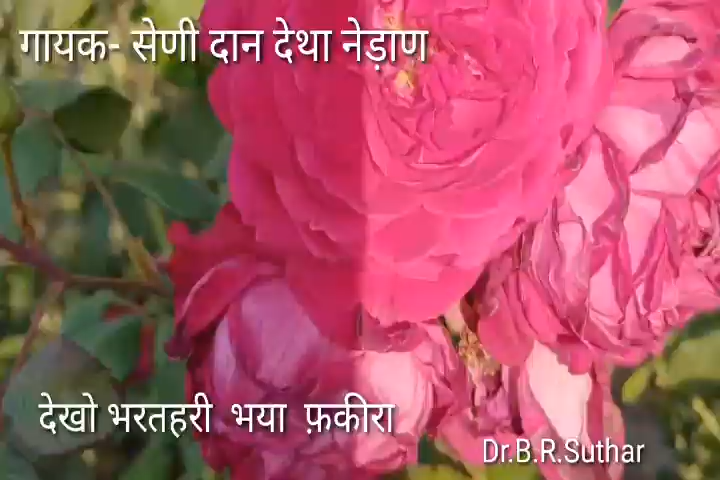 गायक- सेणी दान देथा नेड़ाण
देखो भरतहरी भया फ़कीरा
Dr.B.R.Suthar